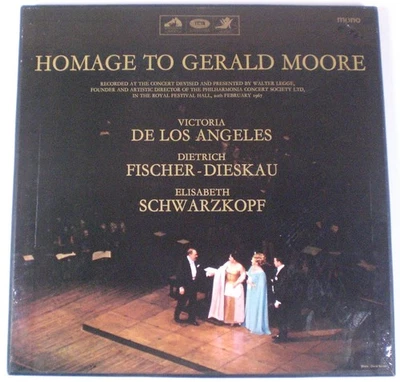 mono
HOMAGE TO GERALD MOORE
RECORDED AT THE CONCERT DEVISED AND PRESENTED BY WALTER LEGGE,
FOUNDER AND ARTISTIC DIRECTOR OF THE PHILHARMONIA CONCERT SOCIETY LTD,
IN THE ROYAL FESTIVAL HALL, 20th FEBRUARY 1967
VICTORIA
DE LOS ANGELES
DIETRICH
FISCHER-DIESKAU
ELISABETH
SCHWARZKOPF